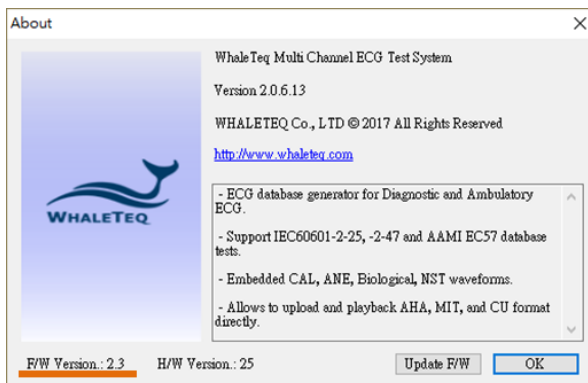 About
WhaleTeq Multi Channel ECG Test System
Version 2.0.6.13
WHALETEQ Co., LTD © 2017 All Rights Reserved
http://www.whaleteq.com
WHALETEQ
- ECG database generator for Diagnostic and Ambulatory
ECG.
- Support IEC60601-2-25, -2-47 and AAMI EC57 database
tests.
- Embedded CAL, ANE, Biological, NST waveforms.
- Allows to upload and playback AHA, MIT, and CU format
directly.
F/W Version.: 2.3 H/W Version.: 25 Update F/W OK